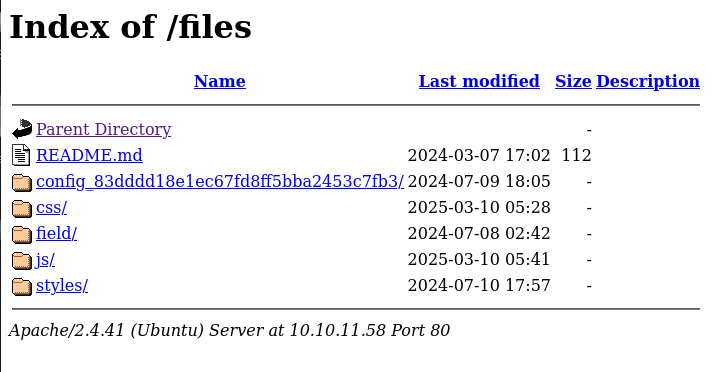 Index of /files
Name Last modified Size Description
Parent Directory -
README.md 2024-03-07 17:02 112
config_83dddd18e1ec67fd8ff5bba2453c7fb3/ 2024-07-09 18:05 -
css/ 2025-03-10 05:28 -
field/ 2024-07-08 02:42 -
js/ 2025-03-10 05:41 -
styles/ 2024-07-10 17:57 -
Apache/2.4.41 (Ubuntu) Server at 10.10.11.58 Port 80